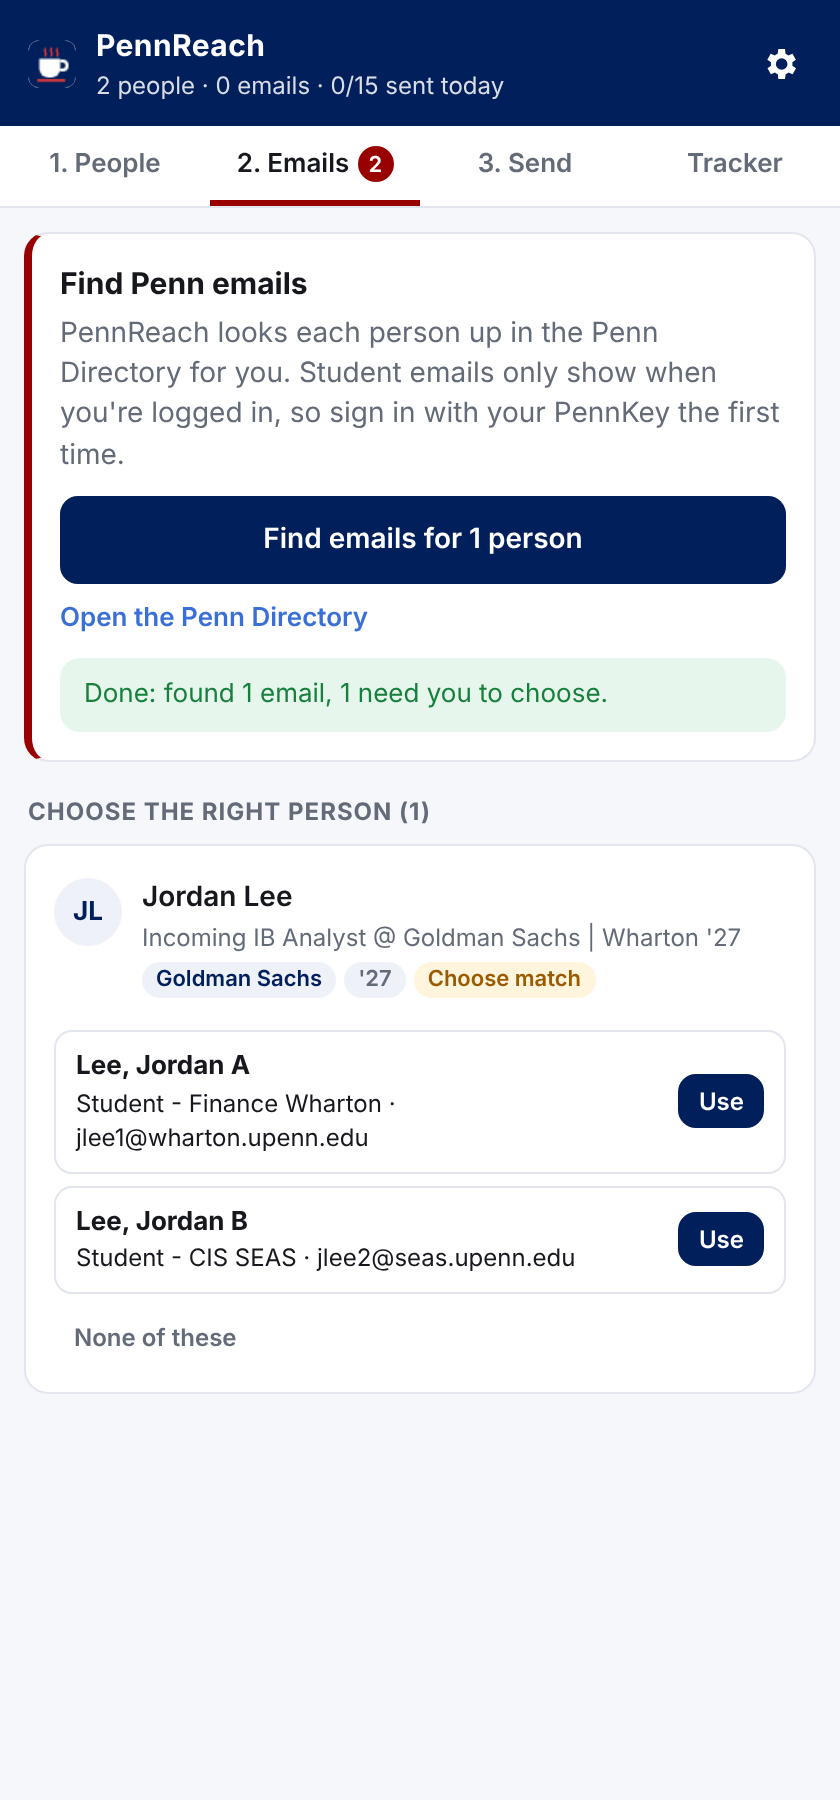 PennReach
2 people · 0 emails · 0/15 sent today
1. People
2. Emails 2
3. Send
Tracker
Find Penn emails
PennReach looks each person up in the Penn
Directory for you. Student emails only show when
you're logged in, so sign in with your PennKey the first
time.
Find emails for 1 person
Open the Penn Directory
Done: found 1 email, 1 need you to choose.
CHOOSE THE RIGHT PERSON (1)
JL
Jordan Lee
Incoming IB Analyst @ Goldman Sachs | Wharton '27
Goldman Sachs
'27
Choose match
Lee, Jordan A
Student - Finance Wharton ·
jlee1@wharton.upenn.edu
Use
Lee, Jordan B
Student - CIS SEAS · jlee2@seas.upenn.edu
Use
None of these